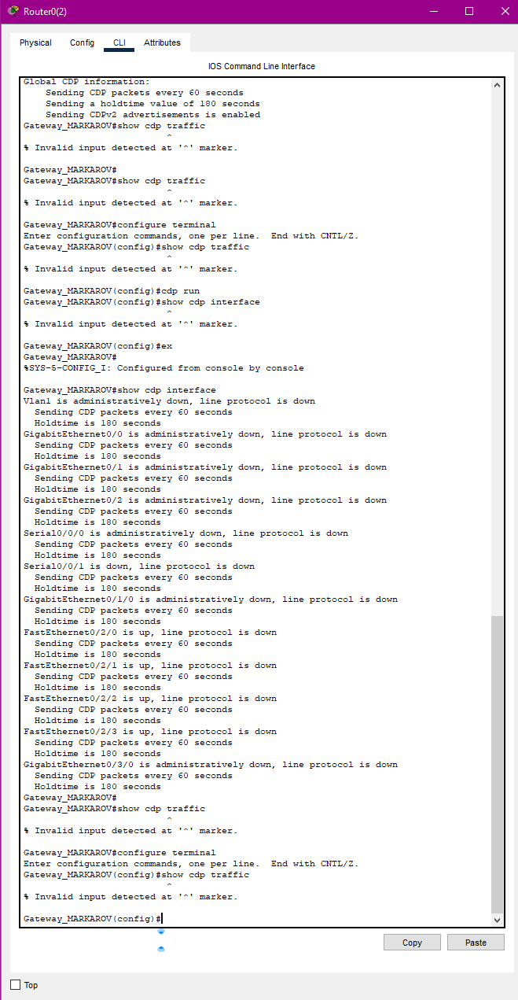 Router0(2)
Physical Config CLI Attributes
IOS Command Line Interface
Global CDP information:
    Sending CDP packets every 60 seconds
    Sending a holdtime value of 180 seconds
    Sending CDPv2 advertisements is enabled
Gateway_MARKAROV#show cdp traffic
                          ^
% Invalid input detected at '^' marker.

Gateway_MARKAROV#
Gateway_MARKAROV#show cdp traffic
                          ^
% Invalid input detected at '^' marker.

Gateway_MARKAROV#configure terminal
Enter configuration commands, one per line.  End with CNTL/Z.
Gateway_MARKAROV(config)#show cdp traffic
                          ^
% Invalid input detected at '^' marker.

Gateway_MARKAROV(config)#cdp run
Gateway_MARKAROV(config)#show cdp interface
                          ^
% Invalid input detected at '^' marker.

Gateway_MARKAROV(config)#ex
Gateway_MARKAROV#
%SYS-5-CONFIG_I: Configured from console by console

Gateway_MARKAROV#show cdp interface
Vlan1 is administratively down, line protocol is down
  Sending CDP packets every 60 seconds
  Holdtime is 180 seconds
GigabitEthernet0/0 is administratively down, line protocol is down
  Sending CDP packets every 60 seconds
  Holdtime is 180 seconds
GigabitEthernet0/1 is administratively down, line protocol is down
  Sending CDP packets every 60 seconds
  Holdtime is 180 seconds
GigabitEthernet0/2 is administratively down, line protocol is down
  Sending CDP packets every 60 seconds
  Holdtime is 180 seconds
Serial0/0/0 is administratively down, line protocol is down
  Sending CDP packets every 60 seconds
  Holdtime is 180 seconds
Serial0/0/1 is down, line protocol is down
  Sending CDP packets every 60 seconds
  Holdtime is 180 seconds
GigabitEthernet0/1/0 is administratively down, line protocol is down
  Sending CDP packets every 60 seconds
  Holdtime is 180 seconds
FastEthernet0/2/0 is up, line protocol is down
  Sending CDP packets every 60 seconds
  Holdtime is 180 seconds
FastEthernet0/2/1 is up, line protocol is down
  Sending CDP packets every 60 seconds
  Holdtime is 180 seconds
FastEthernet0/2/2 is up, line protocol is down
  Sending CDP packets every 60 seconds
  Holdtime is 180 seconds
FastEthernet0/2/3 is up, line protocol is down
  Sending CDP packets every 60 seconds
  Holdtime is 180 seconds
GigabitEthernet0/3/0 is administratively down, line protocol is down
  Sending CDP packets every 60 seconds
  Holdtime is 180 seconds
Gateway_MARKAROV#
Gateway_MARKAROV#show cdp traffic
                          ^
% Invalid input detected at '^' marker.

Gateway_MARKAROV#configure terminal
Enter configuration commands, one per line.  End with CNTL/Z.
Gateway_MARKAROV(config)#show cdp traffic
                          ^
% Invalid input detected at '^' marker.

Gateway_MARKAROV(config)#
Copy Paste
Top